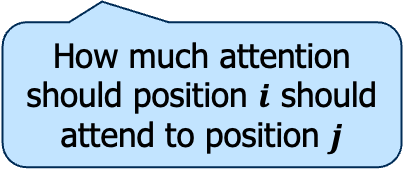 How much attention
should position i should
attend to position j